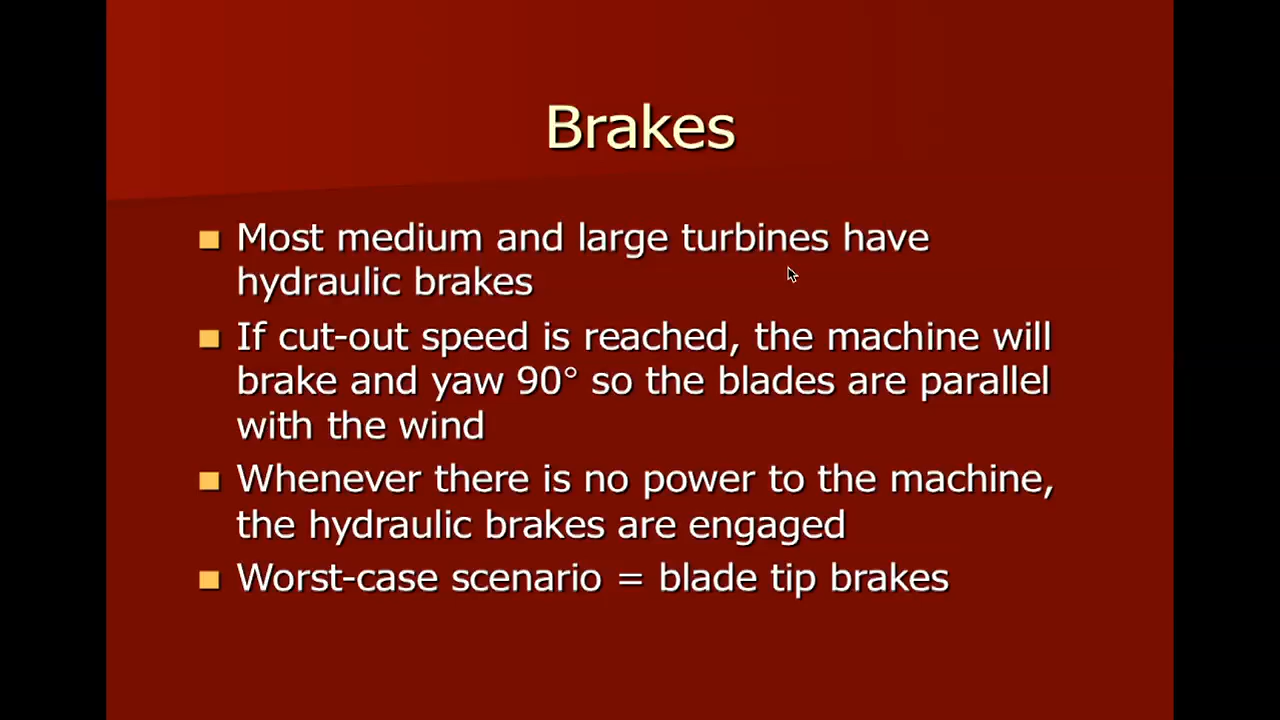 Brakes
Most medium and large turbines have
hydraulic brakes
If cut-out speed is reached, the machine will
brake and yaw 90° so the blades are parallel
with the wind
Whenever there is no power to the machine,
the hydraulic brakes are engaged
Worst-case scenario = blade tip brakes